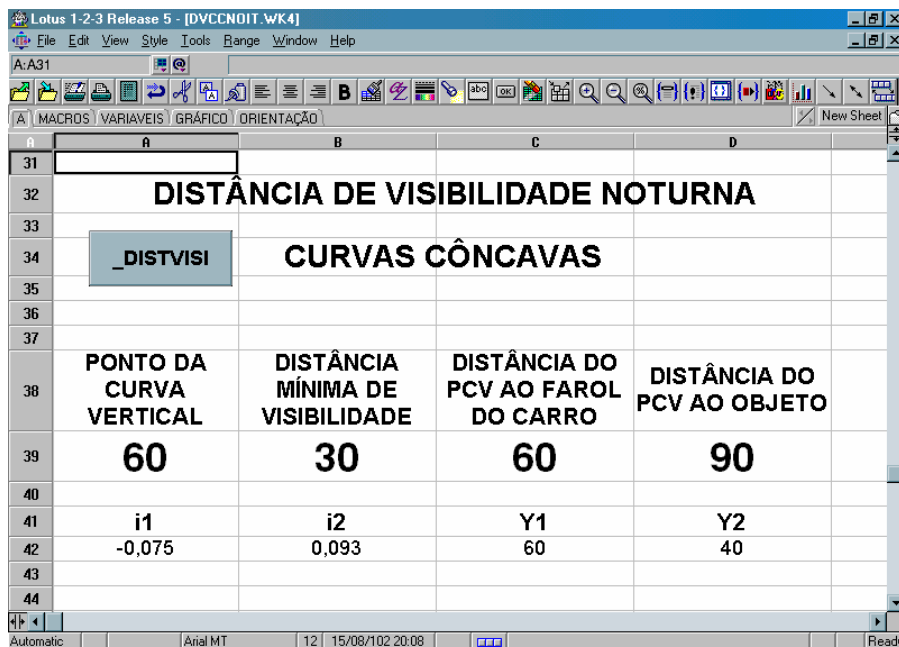 Lotus 1-2-3 Release 5 - [DVCCNOIT.WK4]
File Edit View Style Tools Range Window Help
A:A31
A MACROS VARIAVEIS GRÁFICO ORIENTAÇÃO New Sheet
A A B C D
31
32 DISTÂNCIA DE VISIBILIDADE NOTURNA
33
34 _DISTVISI CURVAS CÔNCAVAS
35
36
37
38
PONTO DA CURVA VERTICAL
DISTÂNCIA MÍNIMA DE VISIBILIDADE
DISTÂNCIA DO PCV AO FAROL DO CARRO
DISTÂNCIA DO PCV AO OBJETO
39 60 30 60 90
40
41 i1 i2 Y1 Y2
42 -0,075 0,093 60 40
43
44
Automatic Arial MT 12 15/08/102 20:08 Read